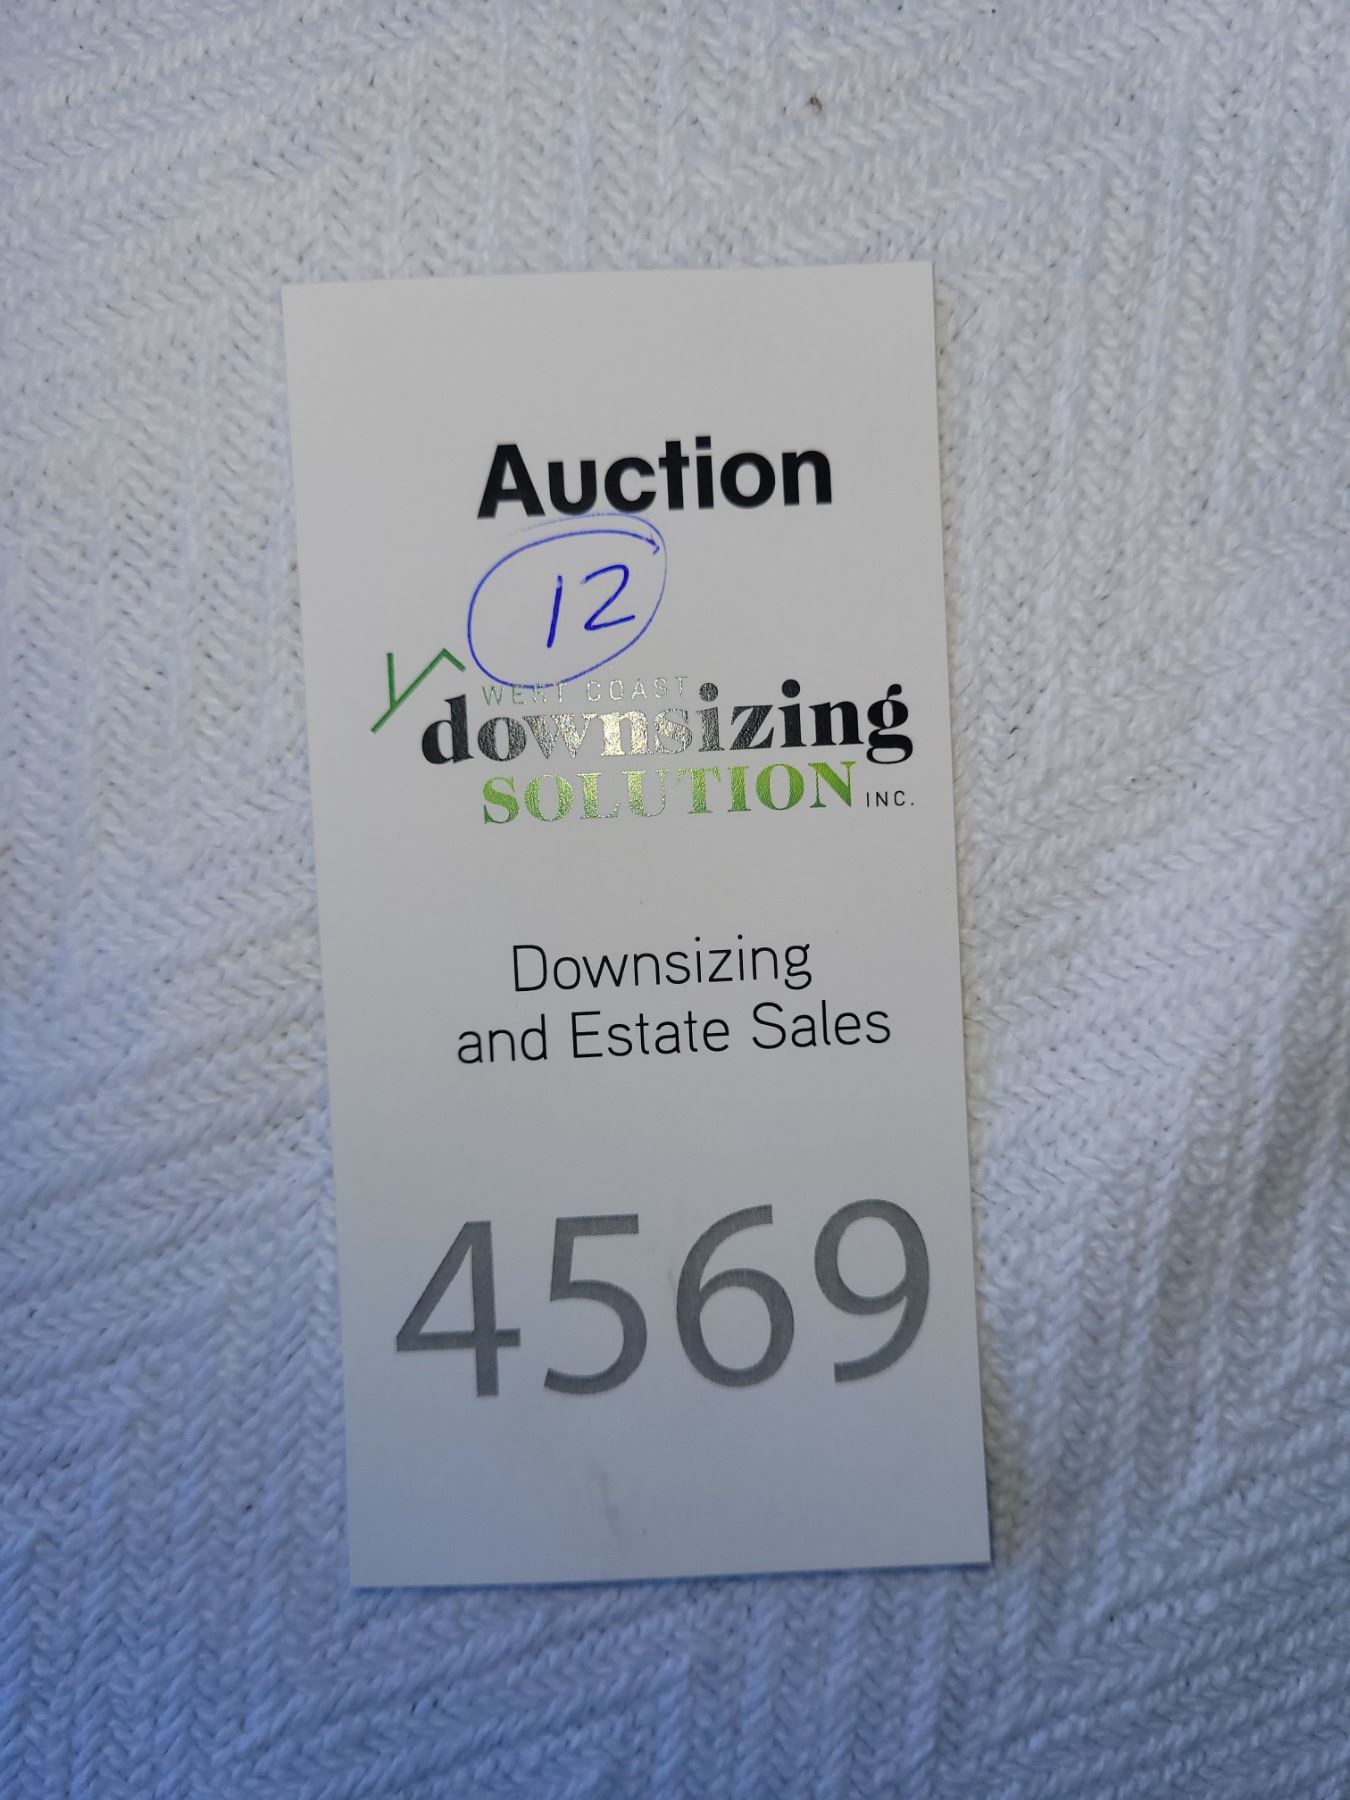 Auction
12
WEST COAST
downsizing
SOLUTION INC.
Downsizing
and Estate Sales
4569